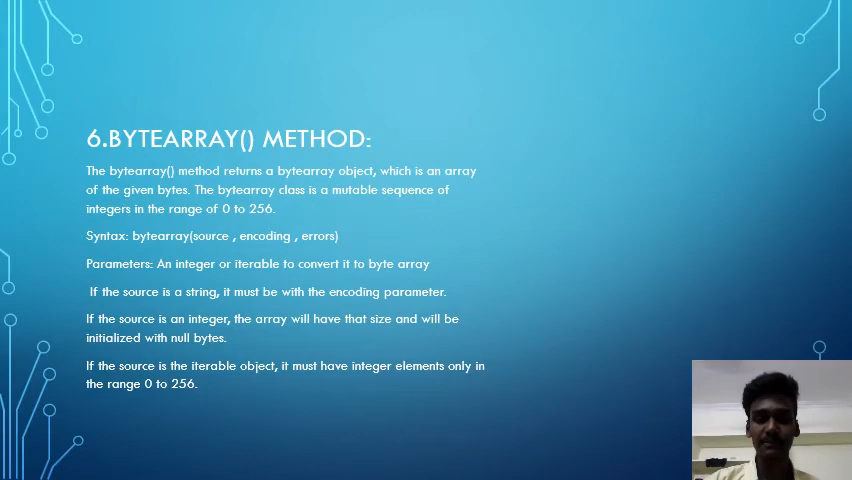 6.BYTEARRAY() METHOD:
The bytearray() method returns a bytearray object, which is an array
of the given bytes. The bytearray class is a mutable sequence of
integers in the range of 0 to 256.
Syntax: bytearray(source , encoding , errors)
Parameters: An integer or iterable to convert it to byte array
If the source is a string, it must be with the encoding parameter.
If the source is an integer, the array will have that size and will be
initialized with null bytes.
If the source is the iterable object, it must have integer elements only in
the range 0 to 256.